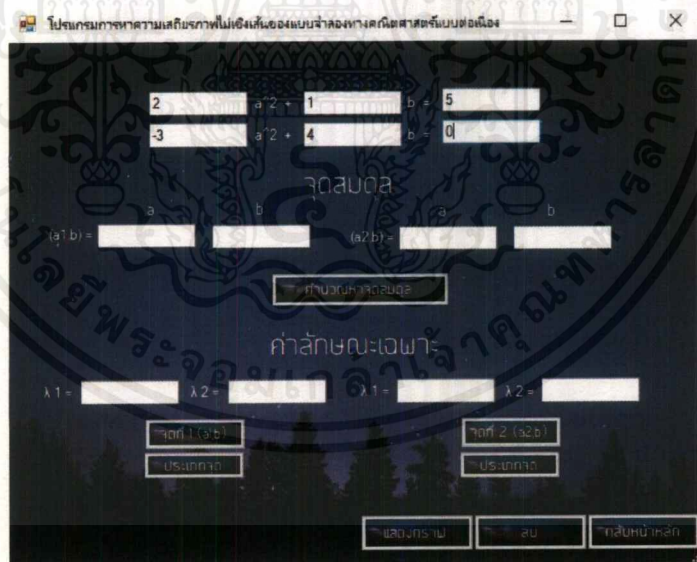 โปรแกรมการหาความเสถียรภาพไม่เชิงเส้นของแบบจำลองทางคณิตศาสตร์แบบต่อเนื่อง
2 a^2 + 1 b = 5
-3 a^2 + 4 b = 0
จุดสมดุล
a b a b
(a1,b) = (a2,b) =
คำนวณหาจุดสมดุล
ค่าลักษณะเฉพาะ
λ 1 = λ 2 = λ 1 = λ 2 =
จุดที่ 1 (a1,b) จุดที่ 2 (a2,b)
ประเภทจุด ประเภทจุด
แสดงกราฟ ลบ กลับหน้าหลัก